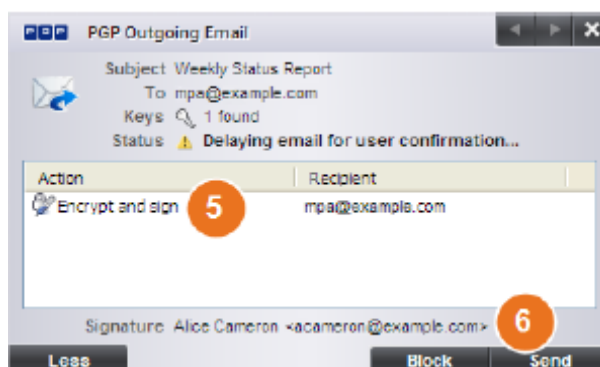 PGP PGP Outgoing Email
Subject Weekly Status Report
To mpa@example.com
Keys 1 found
Status Delaying email for user confirmation...
Action Recipient
Encrypt and sign 5 mpa@example.com
Signature Alice Cameron <acameron@example.com> 6
Less Block Send